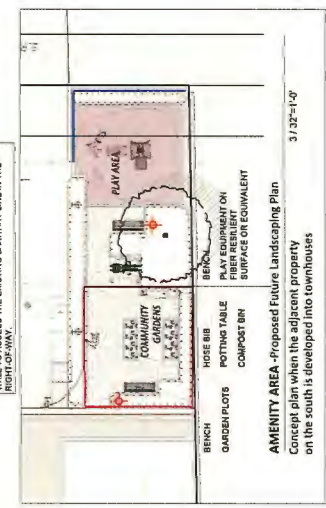 RIGHT-OF-WAY
PLAY AREA
COMMUNITY
GARDENS
BENCH
HOSE BIB
BENCH
GARDEN PLOTS
POTTING TABLE
PLAY EQUIPMENT ON
COMPOST BIN
FIBER RESILIENT
SURFACE OR EQUIVALENT
AMENITY AREA -Proposed Future Landscaping Plan
Concept plan when the adjacent property
on the south is developed into townhouses
3 / 32"=1'-0'